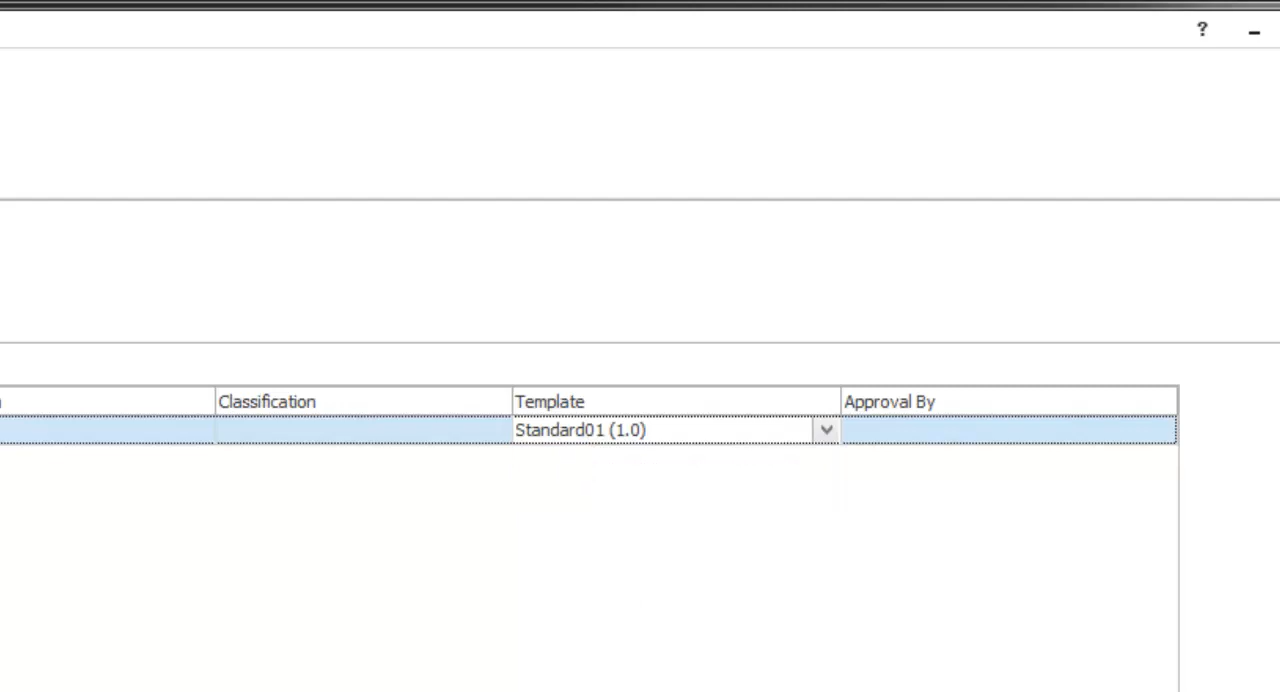 ?
Classification Template Approval By
Standard01 (1.0)